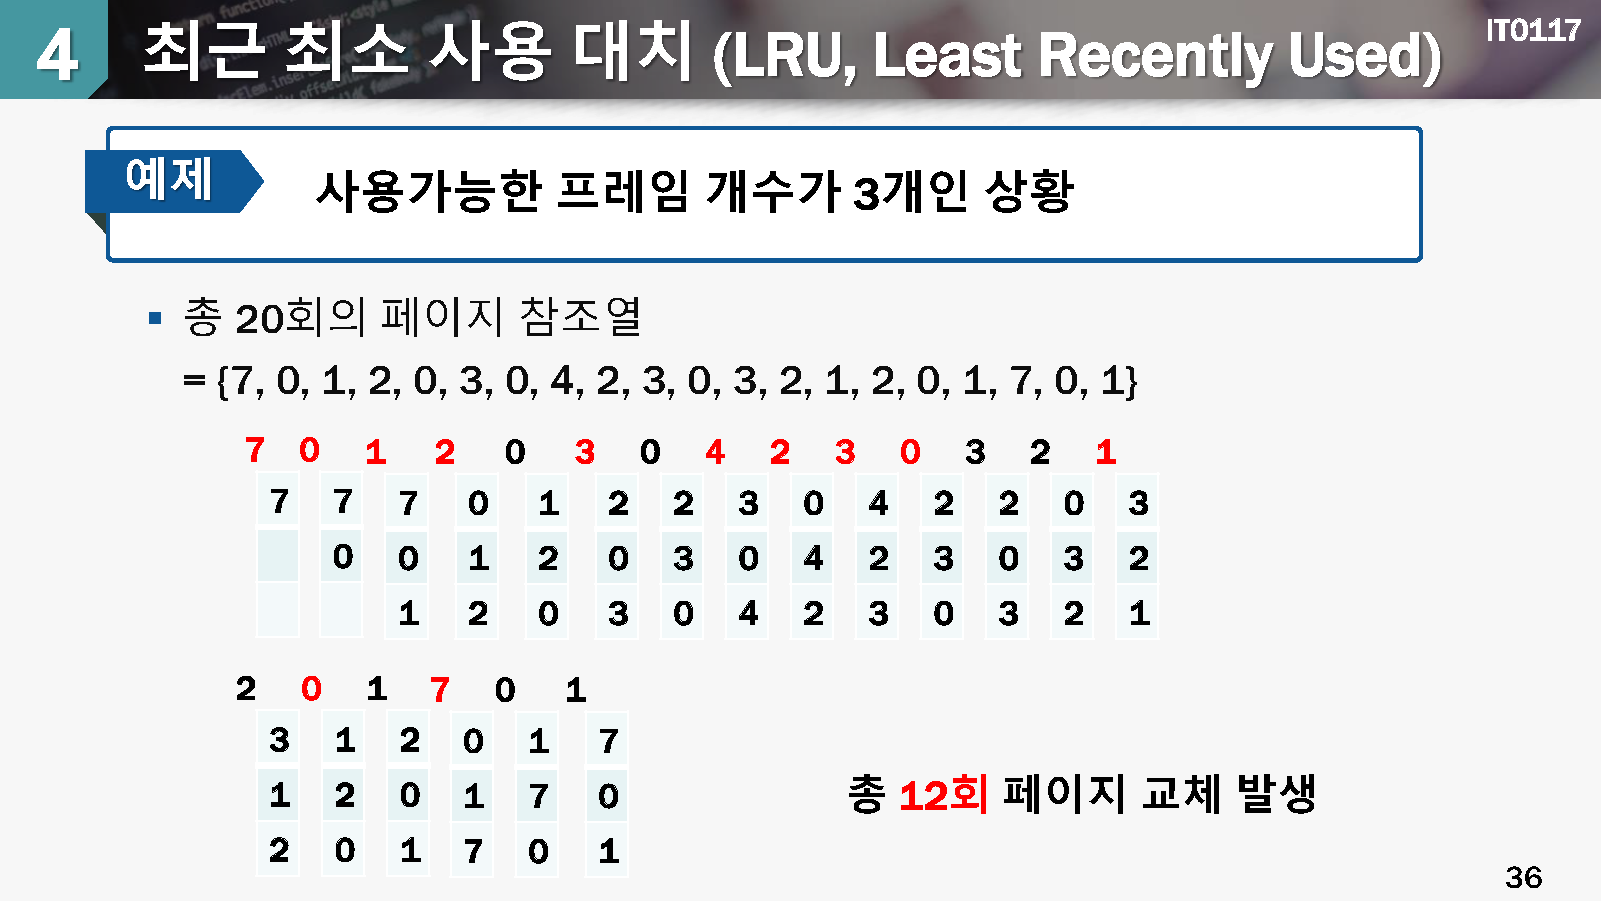 4 최근 최소 사용 대치 (LRU, Least Recently Used)
IT0117
예제
사용가능한 프레임 개수가 3개인 상황
▪ 총 20회의 페이지 참조열
= {7, 0, 1, 2, 0, 3, 0, 4, 2, 3, 0, 3, 2, 1, 2, 0, 1, 7, 0, 1}
7 0 1 2 0 3 0 4 2 3 0 3 2 1
7 7 7 0 1 2 2 3 0 4 2 2 0 3
0 0 1 2 0 3 0 4 2 3 0 3 2
1 2 0 3 0 4 2 3 0 3 2 1
2 0 1 7 0 1
3 1 2 0 1 7
1 2 0 1 7 0
2 0 1 7 0 1
총 12회 페이지 교체 발생
36